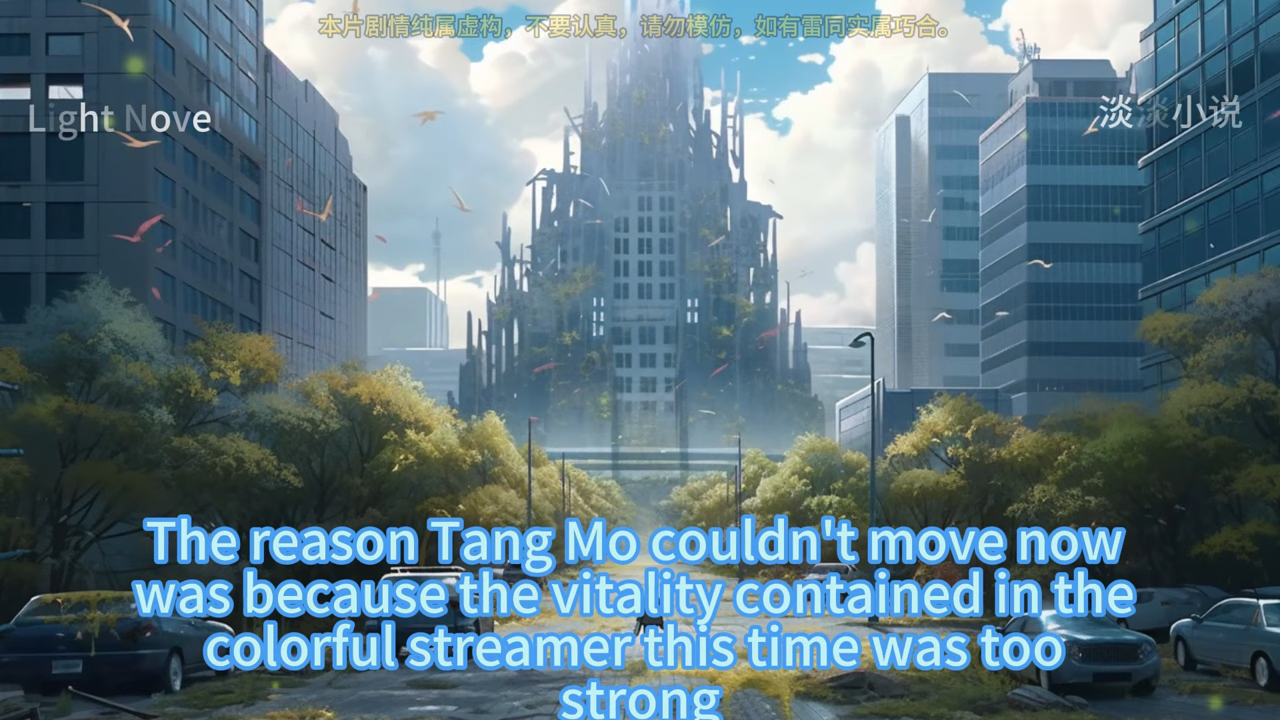 本片剧情纯属虚构，不要认真，请勿模仿，如有雷同实属巧合。
Light Nove
淡淡小说
The reason Tang Mo couldn't move now
was because the vitality contained in the
colorful streamer this time was too
strong